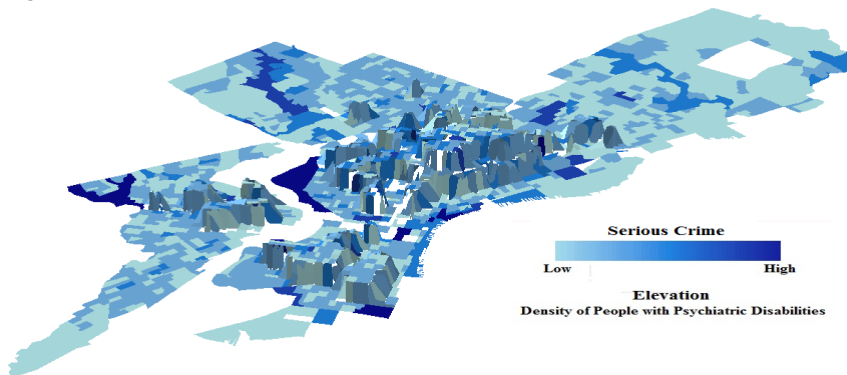 Serious Crime
Low High
Elevation
Density of People with Psychiatric Disabilities